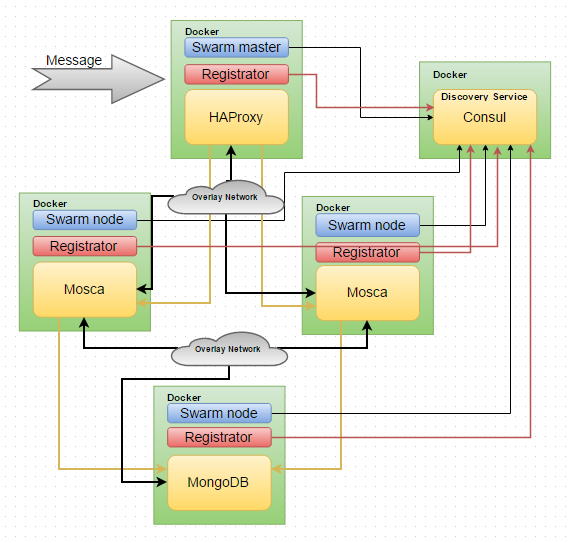 Docker
Swarm master
Message
Registrator
HAProxy
Docker
Discovery Service
Consul
Overlay Network
Docker
Swarm node
Registrator
Mosca
Docker
Swarm node
Registrator
Mosca
Overlay Network
Docker
Swarm node
Registrator
MongoDB